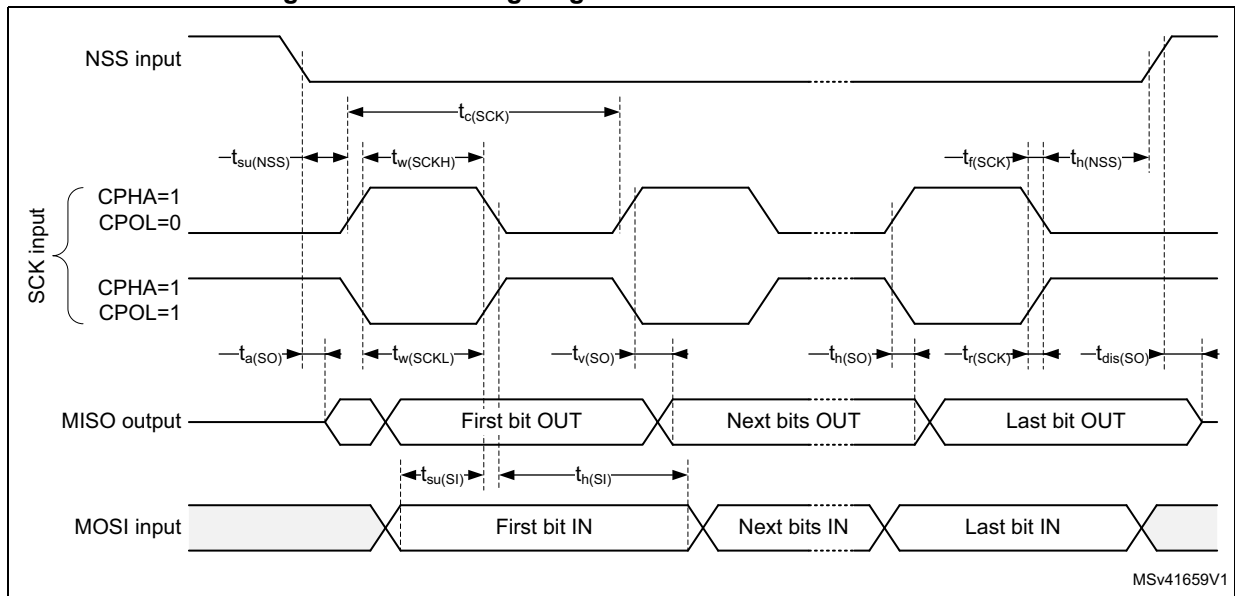 NSS input
tc(SCK)
tsu(NSS) tw(SCKH) tf(SCK) th(NSS)
SCK input
CPHA=1
CPOL=0
CPHA=1
CPOL=1
ta(SO) tw(SCKL) tv(SO) th(SO) tr(SCK) tdis(SO)
MISO output First bit OUT Next bits OUT Last bit OUT
tsu(SI) th(SI)
MOSI input First bit IN Next bits IN Last bit IN
MSv41659V1